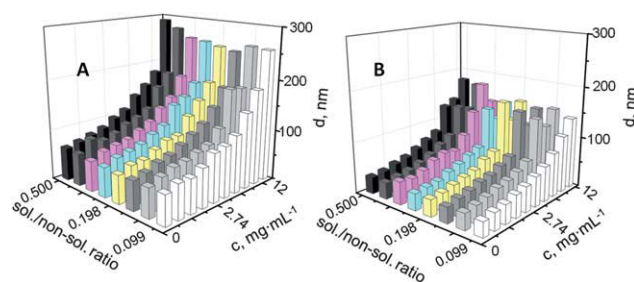 A
300
200
100
d, nm
0.500
0.198
0.099
sol./non-sol. ratio
0
2.74
12
c, mg·mL⁻¹
B
300
200
100
d, nm
0.500
0.198
0.099
sol./non-sol. ratio
0
2.74
12
c, mg·mL⁻¹